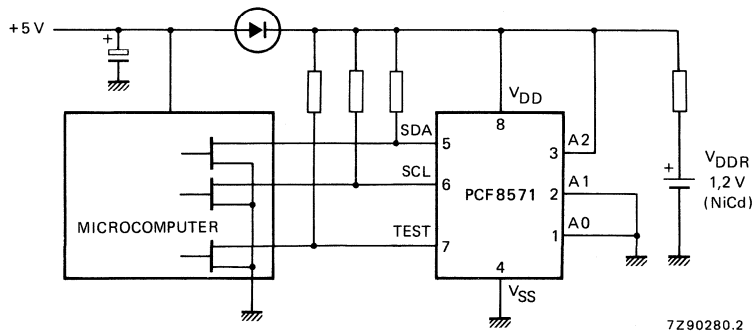 +5 V
+
V_DD
8
SDA
5
SCL
6
TEST
7
PCF8571
A2
3
A1
2
A0
1
4
V_SS
MICROCOMPUTER
+
V_DDR
1,2 V
(NiCd)
7Z90280.2